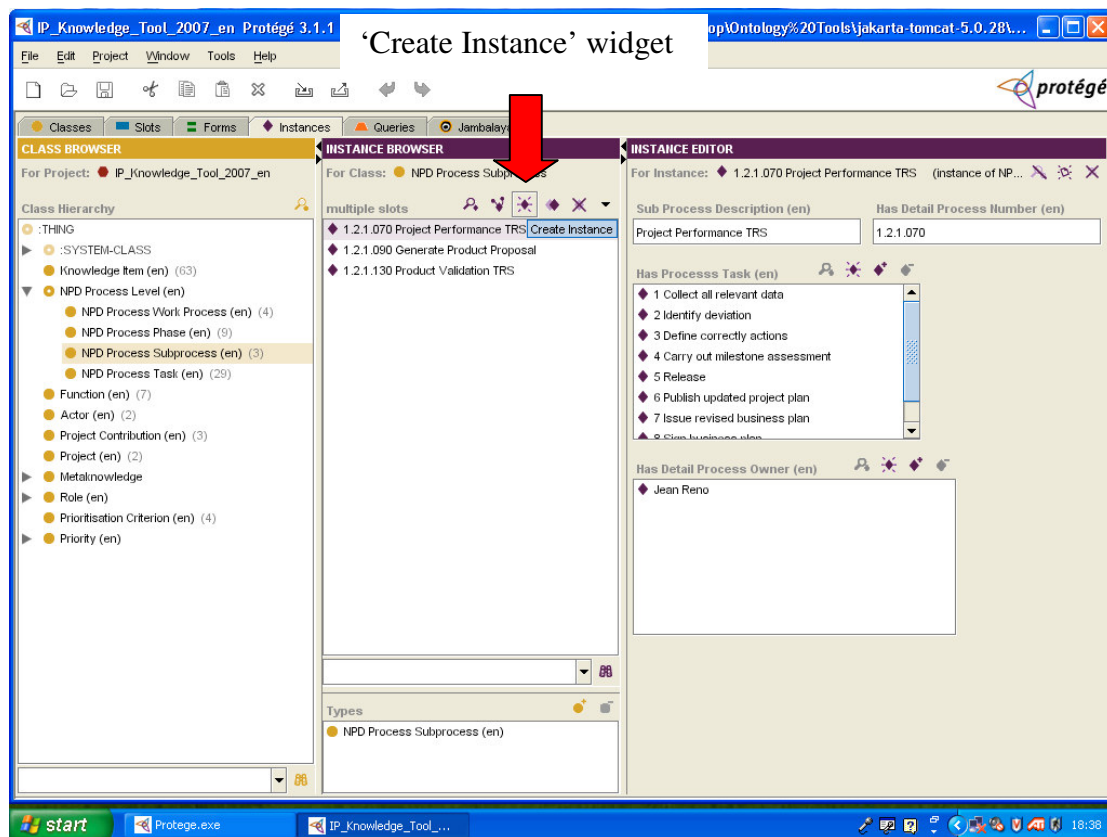 IP_Knowledge_Tool_2007_en Protégé 3.1.1
op\Ontology%20Tools\jakarta-tomcat-5.0.28\...
‘Create Instance’ widget
File Edit Project Window Tools Help
protégé
Classes Slots Forms Instances Queries Jambalaya
CLASS BROWSER
For Project: IP_Knowledge_Tool_2007_en
Class Hierarchy
:THING
:SYSTEM-CLASS
Knowledge Item (en) (63)
NPD Process Level (en)
NPD Process Work Process (en) (4)
NPD Process Phase (en) (9)
NPD Process Subprocess (en) (3)
NPD Process Task (en) (29)
Function (en) (7)
Actor (en) (2)
Project Contribution (en) (3)
Project (en) (2)
Metaknowledge
Role (en)
Prioritisation Criterion (en) (4)
Priority (en)
INSTANCE BROWSER
For Class: NPD Process Subprocess
multiple slots
1.2.1.070 Project Performance TRS
Create Instance
1.2.1.090 Generate Product Proposal
1.2.1.130 Product Validation TRS
Types
NPD Process Subprocess (en)
INSTANCE EDITOR
For Instance: 1.2.1.070 Project Performance TRS (instance of NP...
Sub Process Description (en) Has Detail Process Number (en)
Project Performance TRS 1.2.1.070
Has Processs Task (en)
1 Collect all relevant data
2 Identify deviation
3 Define correctly actions
4 Carry out milestone assessment
5 Release
6 Publish updated project plan
7 Issue revised business plan
8 Sign business plan
Has Detail Process Owner (en)
Jean Reno
start Protege.exe IP_Knowledge_Tool_... 18:38